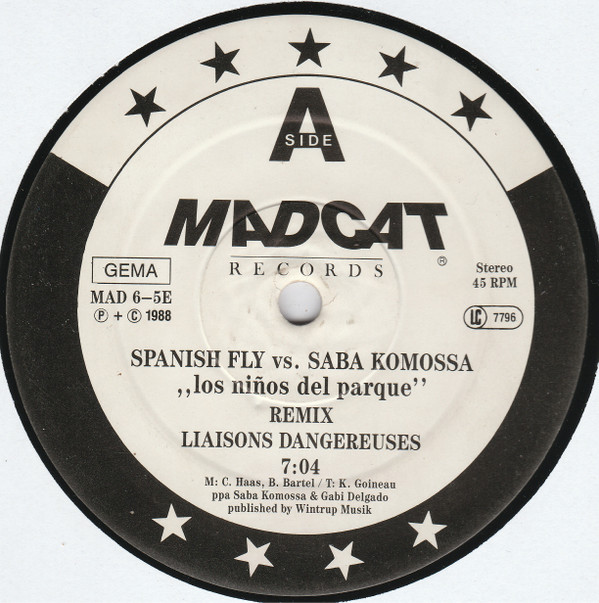 A
SIDE
MADCAT
RECORDS
®
GEMA
MAD 6–5E
Ⓟ + © 1988
Stereo
45 RPM
LC 7796
SPANISH FLY vs. SABA KOMOSSA
,,los niños del parque’’
REMIX
LIAISONS DANGEREUSES
7:04
M: C. Haas, B. Bartel / T: K. Goineau
ppa Saba Komossa & Gabi Delgado
published by Wintrup Musik